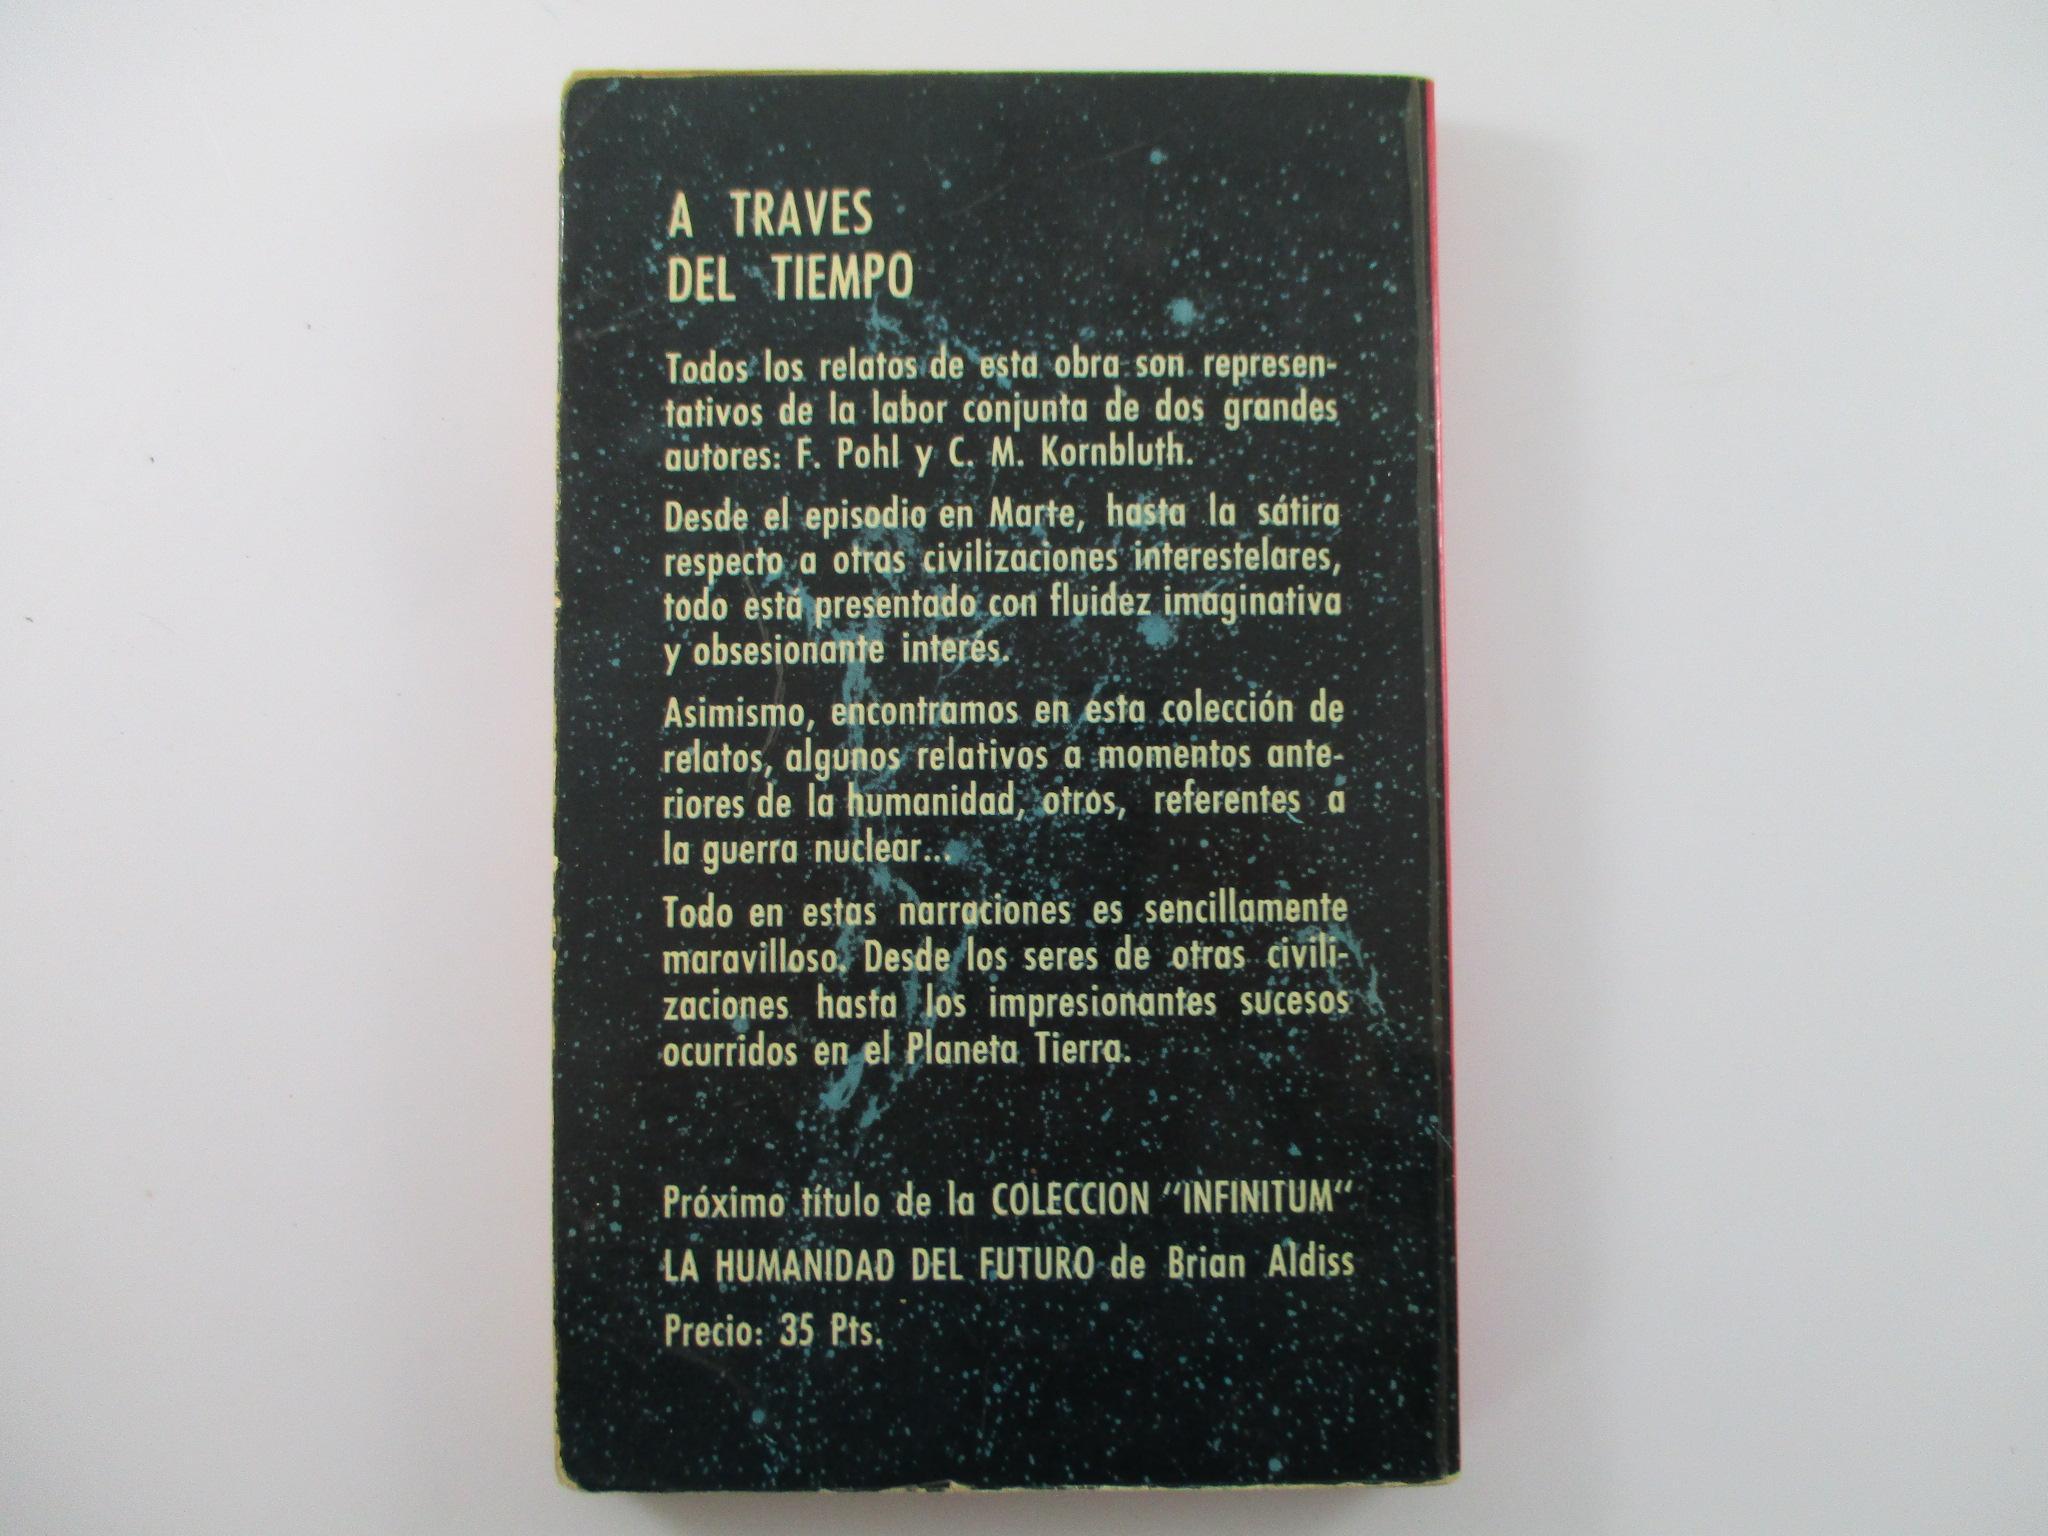 A TRAVES
DEL TIEMPO
Todos los relatos de esta obra son represen-
tativos de la labor conjunta de dos grandes
autores: F. Pohl y C. M. Kornbluth.
Desde el episodio en Marte, hasta la sátira
respecto a otras civilizaciones interestelares,
todo está presentado con fluidez imaginativa
y obsesionante interés.
Asimismo, encontramos en esta colección de
relatos, algunos relativos a momentos ante-
riores de la humanidad, otros, referentes a
la guerra nuclear...
Todo en estas narraciones es sencillamente
maravilloso. Desde los seres de otras civili-
zaciones hasta los impresionantes sucesos
ocurridos en el Planeta Tierra.
Próximo título de la COLECCION "INFINITUM"
LA HUMANIDAD DEL FUTURO de Brian Aldiss
Precio: 35 Pts.